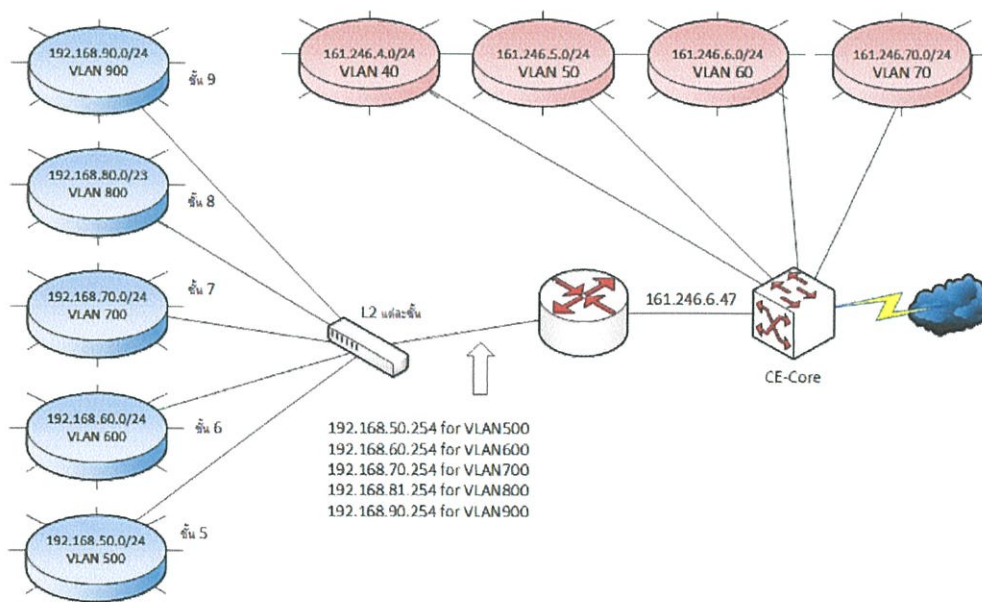 192.168.90.0/24
VLAN 900
ชั้น 9
161.246.4.0/24
VLAN 40
161.246.5.0/24
VLAN 50
161.246.6.0/24
VLAN 60
161.246.70.0/24
VLAN 70
192.168.80.0/23
VLAN 800
ชั้น 8
192.168.70.0/24
VLAN 700
ชั้น 7
L2 แต่ละชั้น
161.246.6.47
CE-Core
192.168.60.0/24
VLAN 600
ชั้น 6
192.168.50.254 for VLAN500
192.168.60.254 for VLAN600
192.168.70.254 for VLAN700
192.168.81.254 for VLAN800
192.168.90.254 for VLAN900
192.168.50.0/24
VLAN 500
ชั้น 5